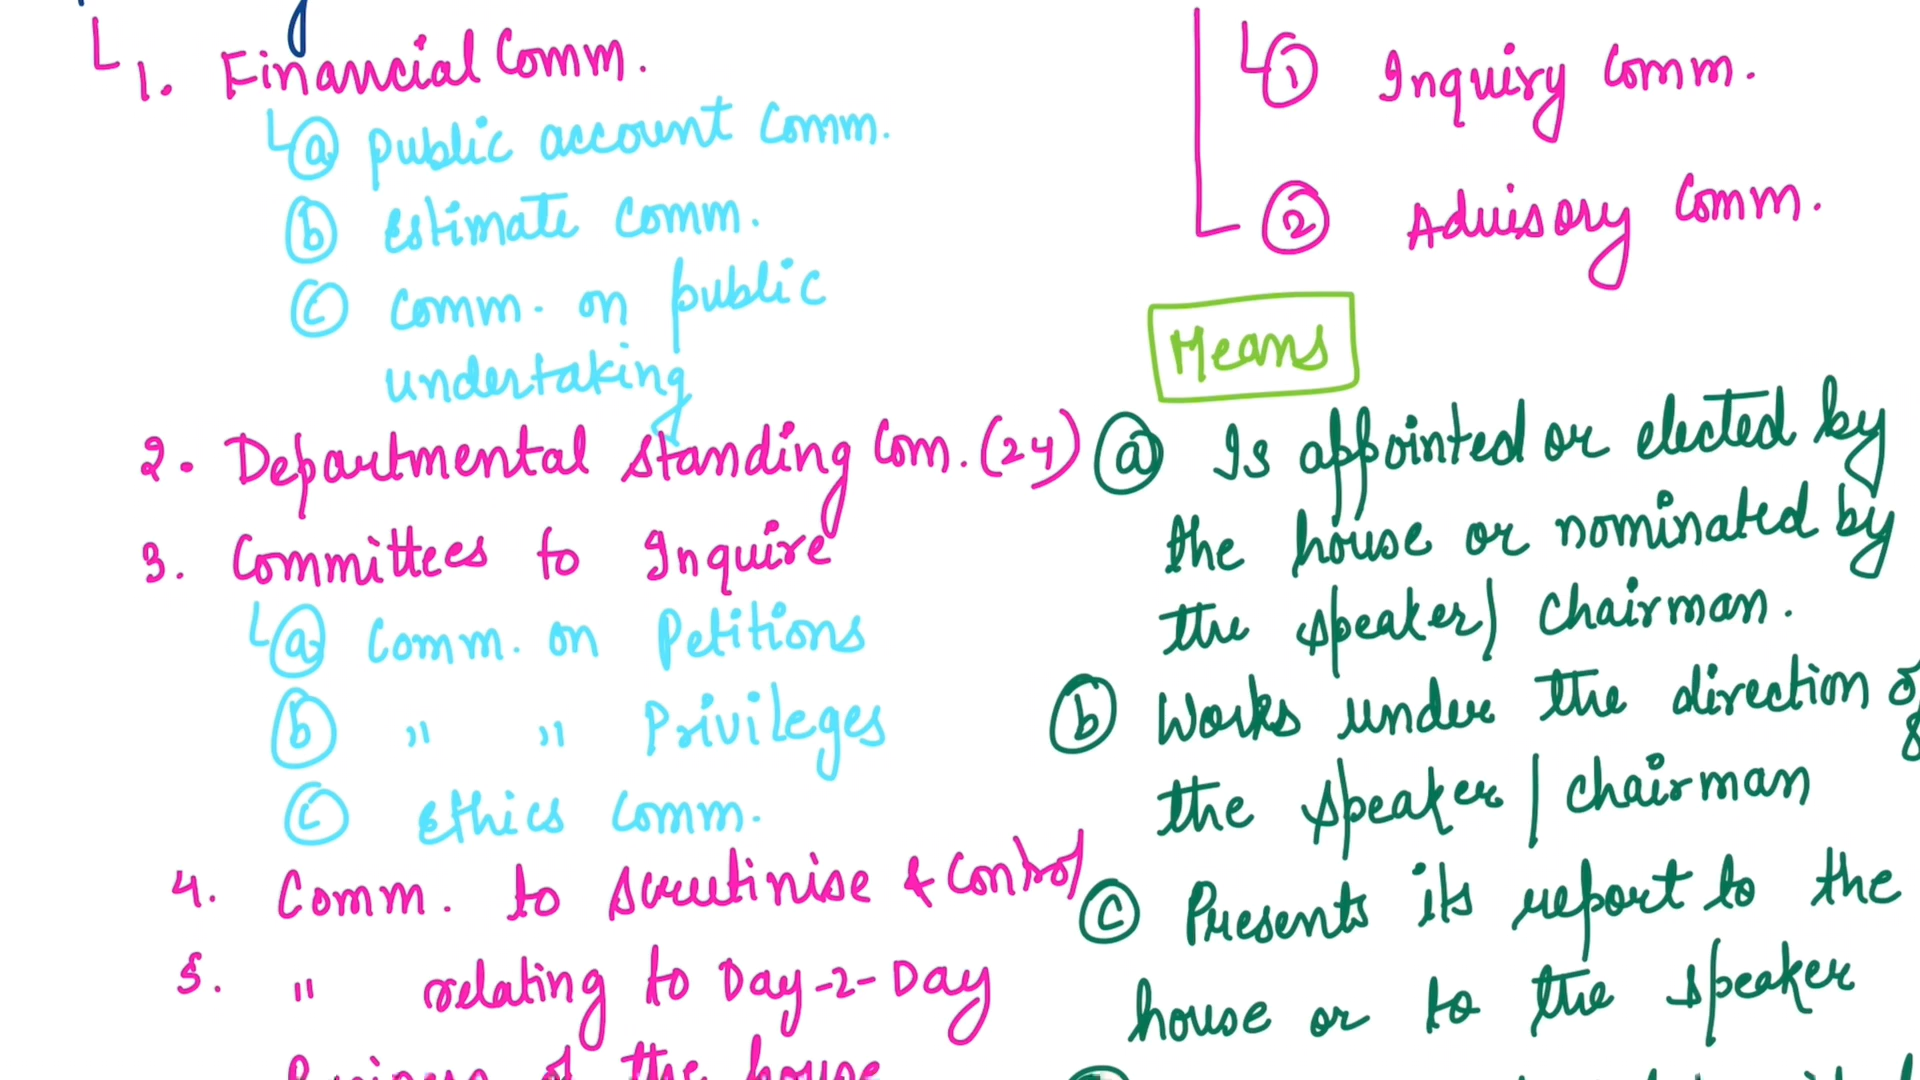 1. Financial Comm.
a public account Comm.
b Estimate Comm.
c Comm. on public
undertaking
2. Departmental Standing Com. (24)
3. Committees to Inquire
a Comm. on Petitions
b " " Privileges
c Ethics Comm.
4. Comm. to Scrutinise & Control
5. " relating to Day-2-Day
Business of the house
1 Inquiry Comm.
2 Advisory Comm.
Means
a Is appointed or elected by
the house or nominated by
the speaker/ Chairman.
b Works under the direction of
the speaker / chairman
c Presents its report to the
house or to the speaker